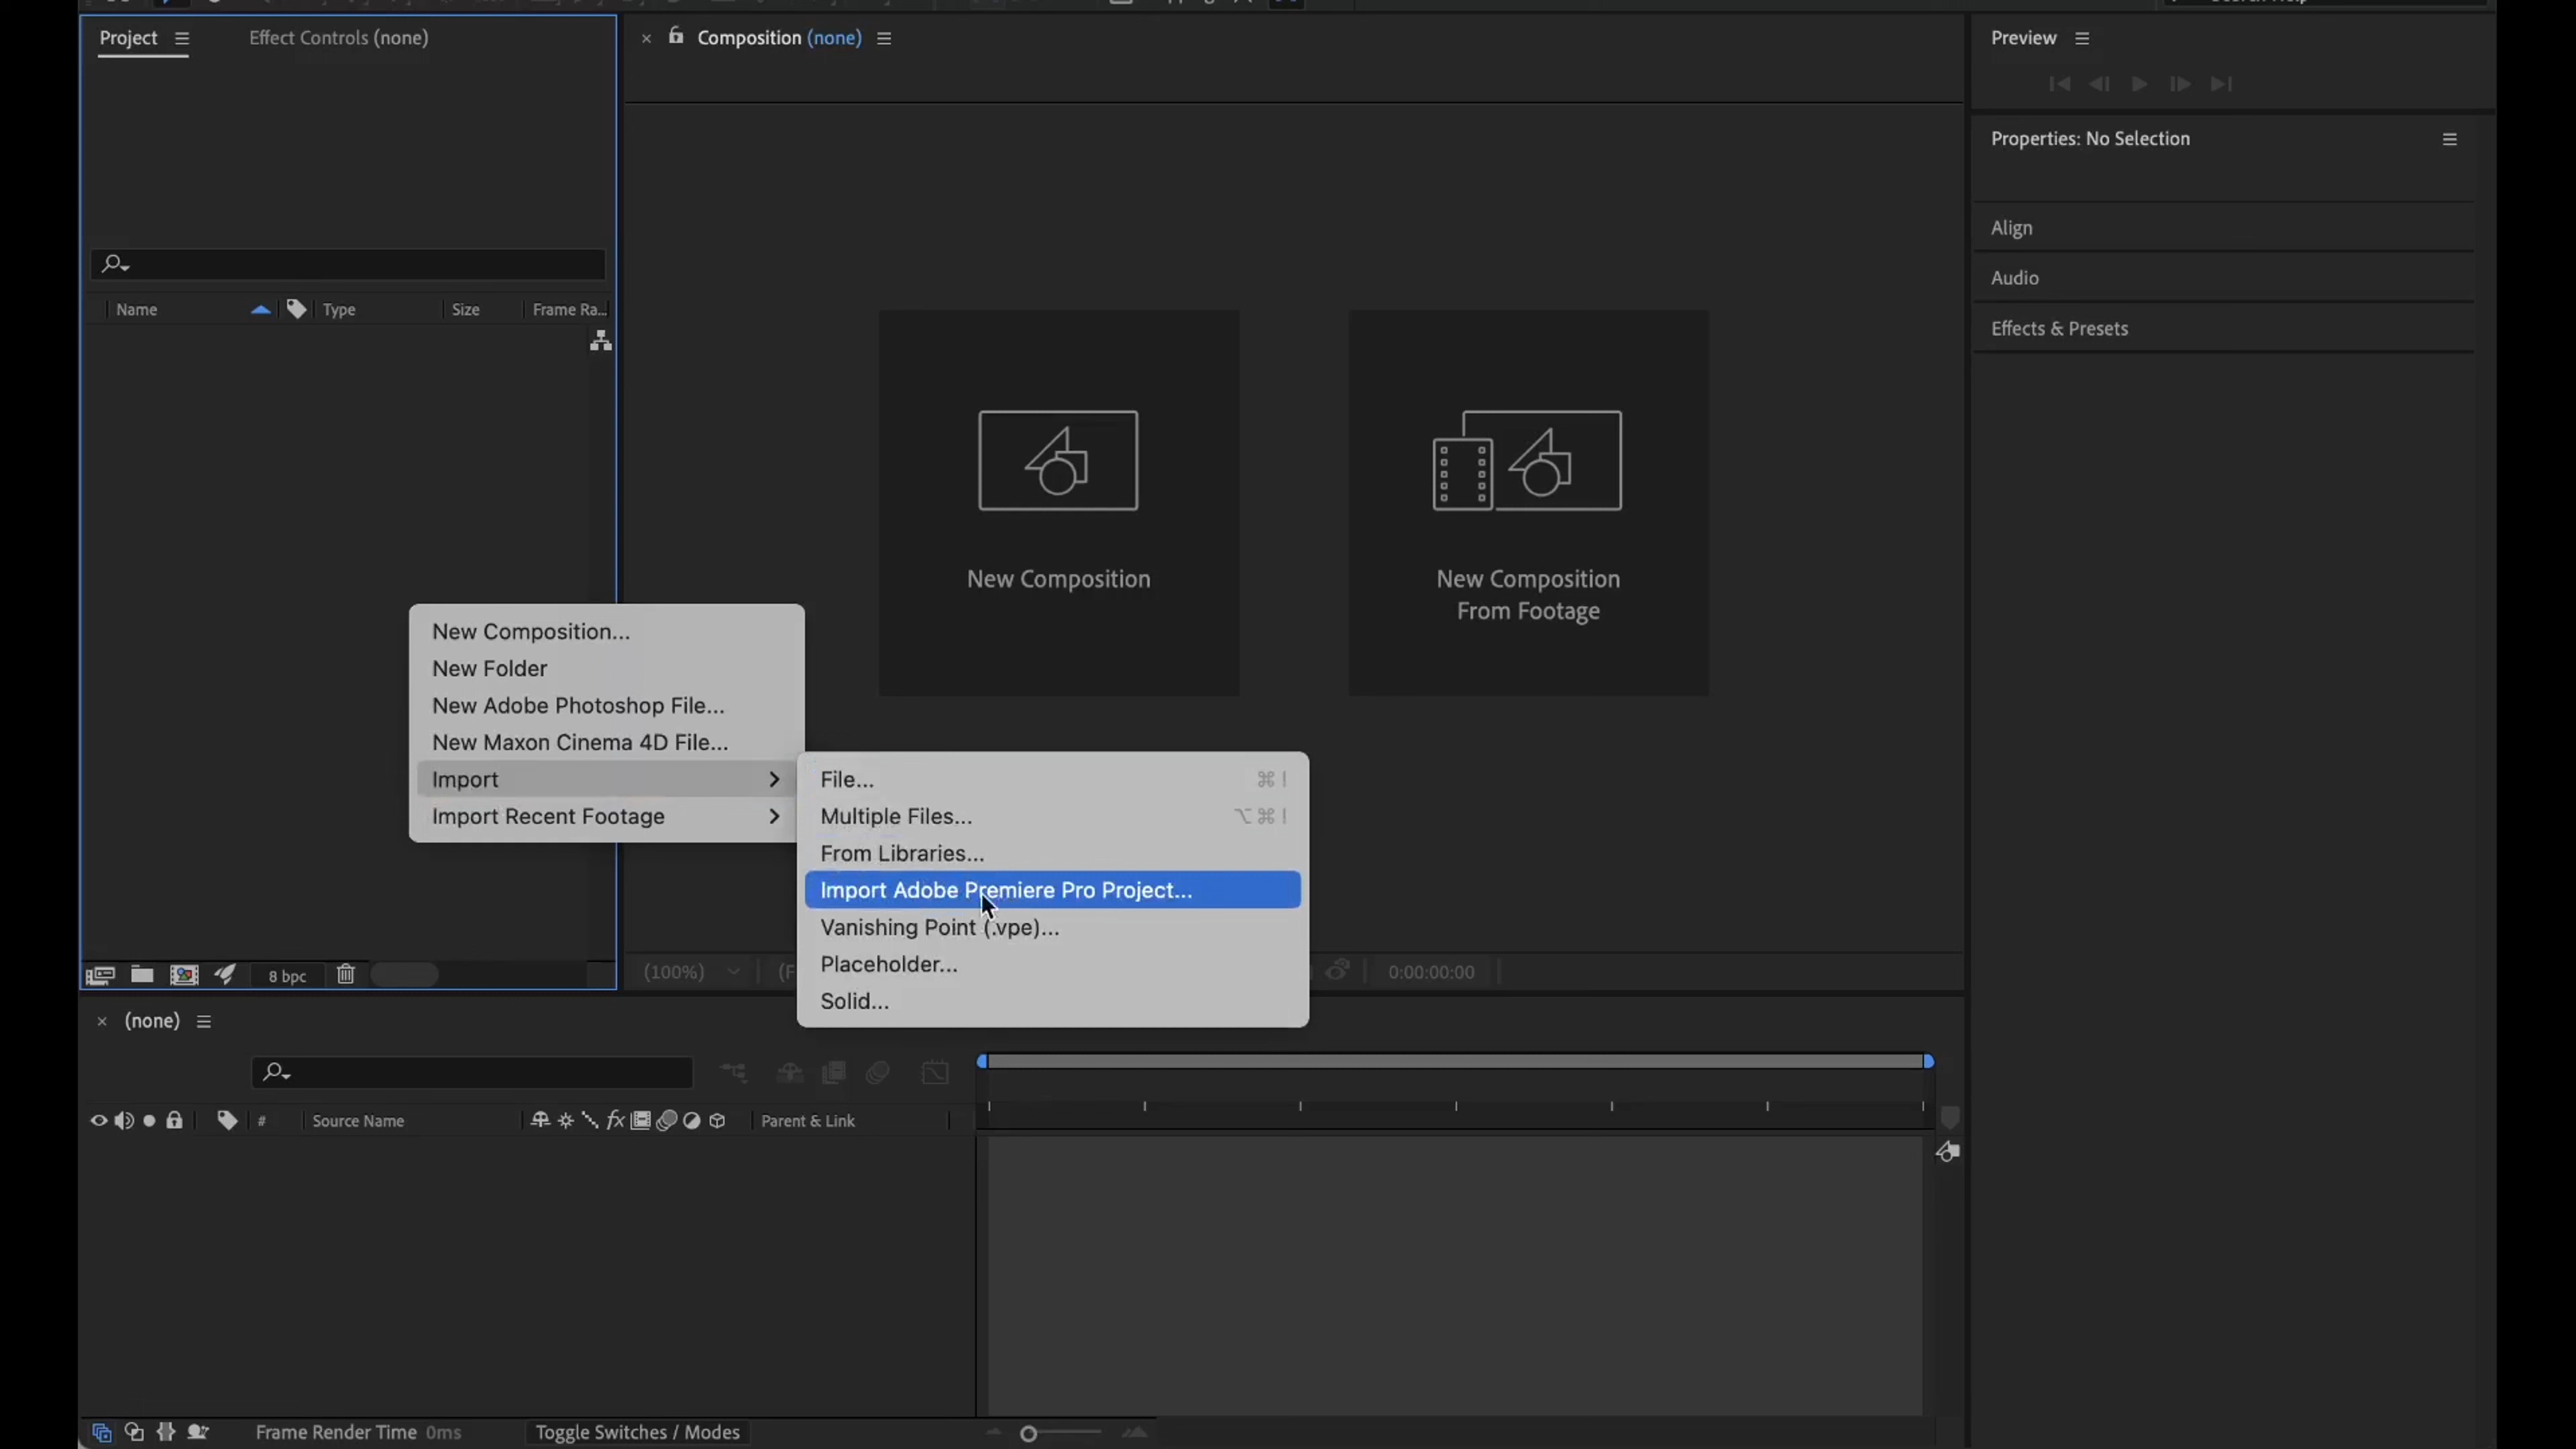 Project
Effect Controls (none)
Composition (none)
Preview
Properties: No Selection
Align
Audio
Effects & Presets
Name
Type
Size
Frame Ra...
New Composition
New Composition
From Footage
New Composition...
New Folder
New Adobe Photoshop File...
New Maxon Cinema 4D File...
Import
Import Recent Footage
File... ⌘ I
Multiple Files... ⌥ ⌘ I
From Libraries...
Import Adobe Premiere Pro Project...
Vanishing Point (.vpe)...
Placeholder...
Solid...
8 bpc
(100%)
0:00:00:00
(none)
#
Source Name
fx
Parent & Link
Frame Render Time 0ms
Toggle Switches / Modes